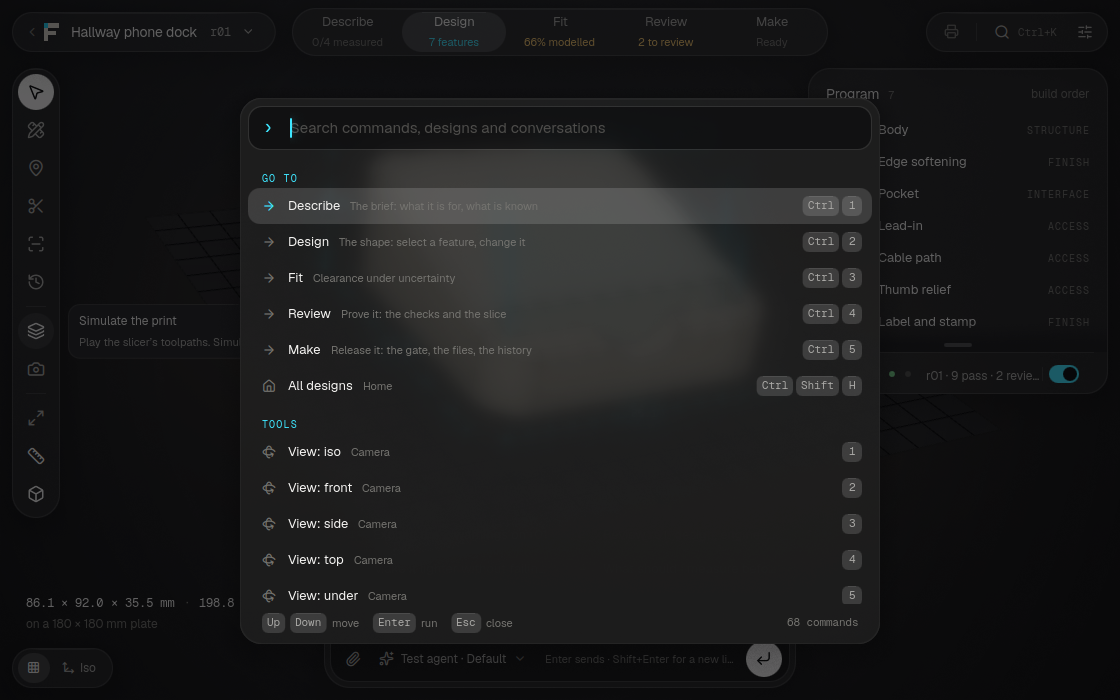 Hallway phone dock r01
Describe
0/4 measured
Design
7 features
Fit
66% modelled
Review
2 to review
Make
Ready
Ctrl+K
Program 7 build order
Search commands, designs and conversations
GO TO
Describe The brief: what it is for, what is known Ctrl 1
Design The shape: select a feature, change it Ctrl 2
Fit Clearance under uncertainty Ctrl 3
Review Prove it: the checks and the slice Ctrl 4
Make Release it: the gate, the files, the history Ctrl 5
All designs Home Ctrl Shift H
TOOLS
View: iso Camera 1
View: front Camera 2
View: side Camera 3
View: top Camera 4
View: under Camera 5
Up Down move Enter run Esc close 68 commands
Body STRUCTURE
Edge softening FINISH
Pocket INTERFACE
Lead-in ACCESS
Cable path ACCESS
Thumb relief ACCESS
Label and stamp FINISH
r01 · 9 pass · 2 revie…
Simulate the print
Play the slicer's toolpaths.
86.1 × 92.0 × 35.5 mm · 198.8
on a 180 × 180 mm plate
Iso
Test agent · Default Enter sends · Shift+Enter for a new li…